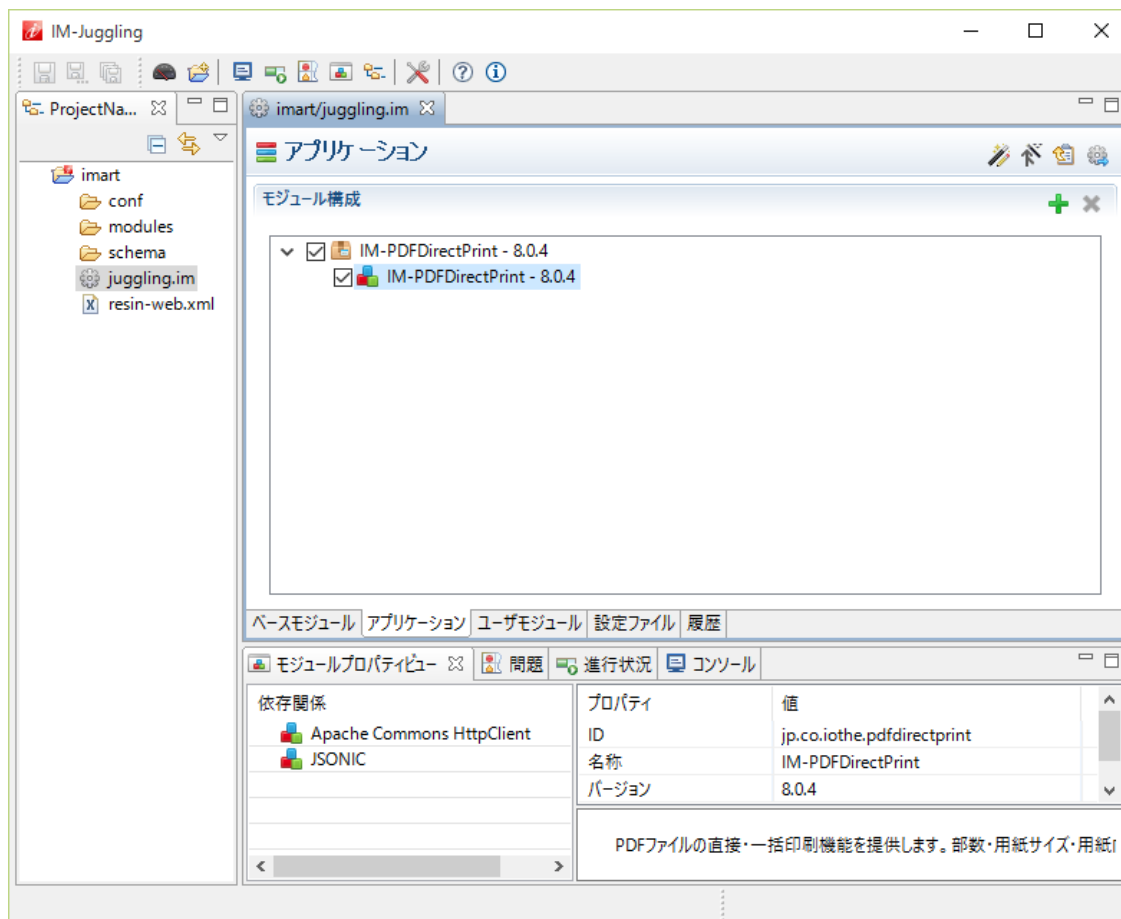 IM-Juggling
ProjectNa...
imart/juggling.im
アプリケーション
imart
conf
modules
schema
juggling.im
resin-web.xml
モジュール構成
IM-PDFDirectPrint - 8.0.4
IM-PDFDirectPrint - 8.0.4
ベースモジュール アプリケーション ユーザモジュール 設定ファイル 履歴
モジュールプロパティビュー 問題 進行状況 コンソール
依存関係
Apache Commons HttpClient
JSONIC
プロパティ 値
ID jp.co.iothe.pdfdirectprint
名称 IM-PDFDirectPrint
バージョン 8.0.4
PDFファイルの直接・一括印刷機能を提供します。部数・用紙サイズ・用紙